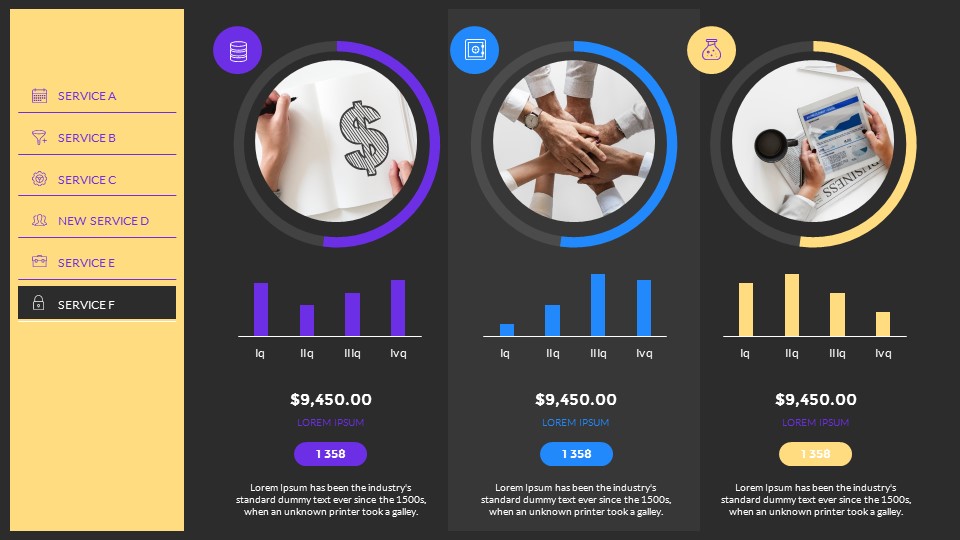 SERVICE A
SERVICE B
SERVICE C
NEW SERVICE D
SERVICE E
SERVICE F
$
NEWSPAPER
Iq IIq IIIq Ivq
Iq IIq IIIq Ivq
Iq IIq IIIq Ivq
$9,450.00
LOREM IPSUM
1 358
Lorem Ipsum has been the industry's
standard dummy text ever since the 1500s,
when an unknown printer took a galley.
$9,450.00
LOREM IPSUM
1 358
Lorem Ipsum has been the industry's
standard dummy text ever since the 1500s,
when an unknown printer took a galley.
$9,450.00
LOREM IPSUM
1 358
Lorem Ipsum has been the industry's
standard dummy text ever since the 1500s,
when an unknown printer took a galley.